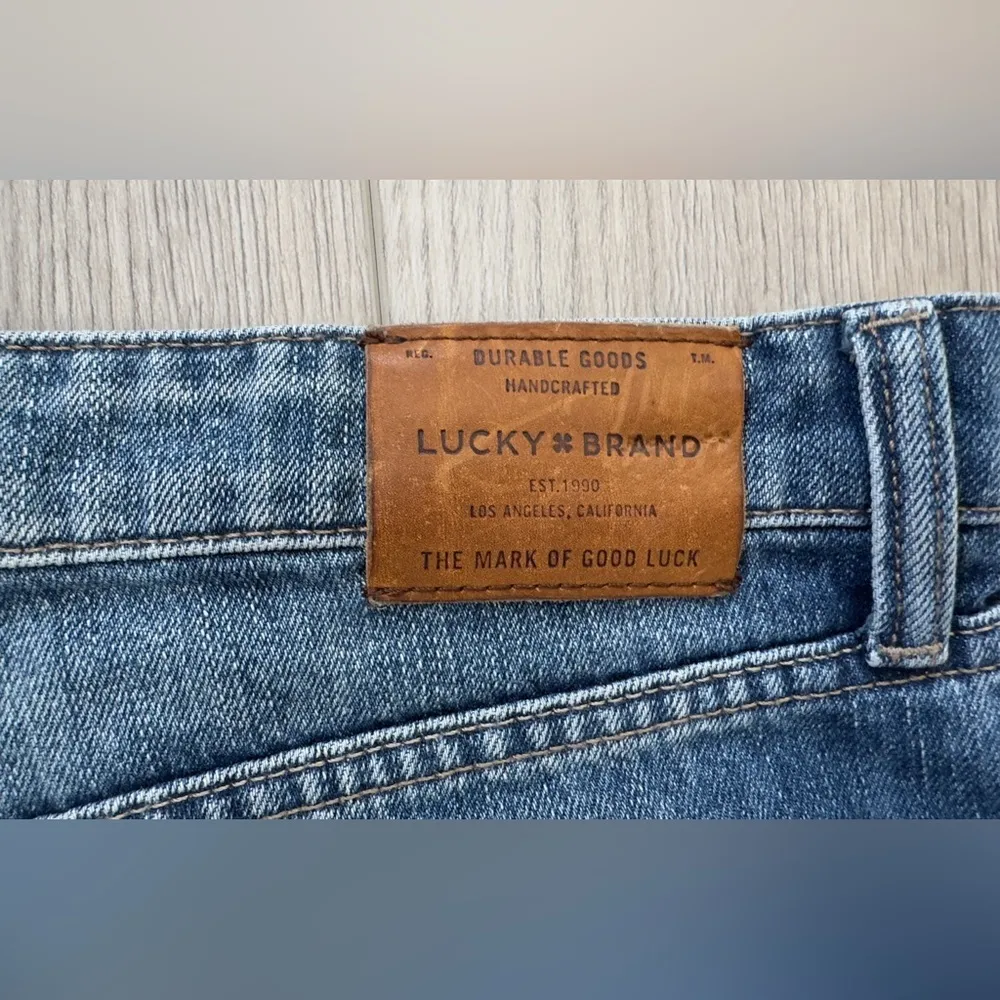 REG. DURABLE GOODS T.M.
HANDCRAFTED
LUCKY BRAND
EST.1990
LOS ANGELES, CALIFORNIA
THE MARK OF GOOD LUCK